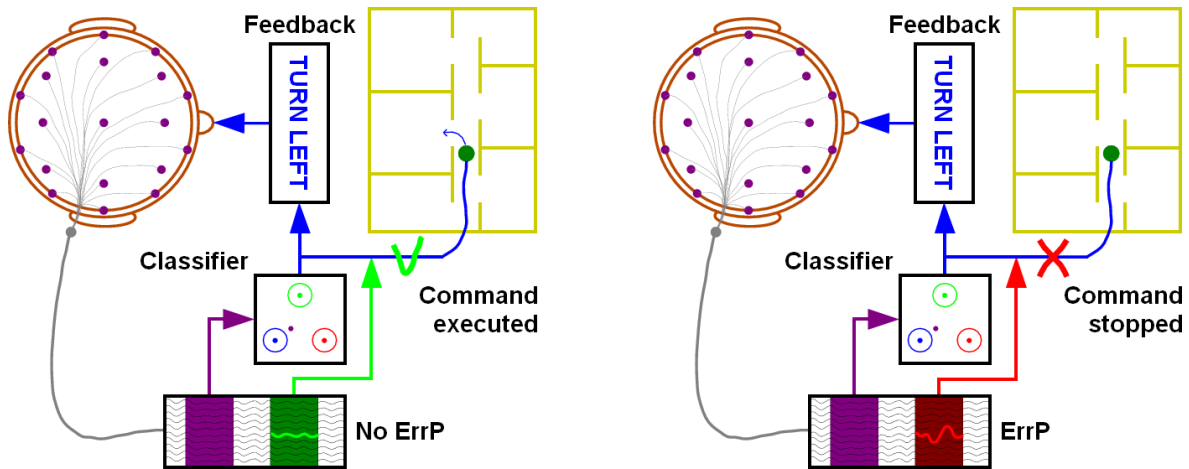 Feedback
TURN LEFT
Classifier
Command
executed
No ErrP
Feedback
TURN LEFT
Classifier
Command
stopped
ErrP